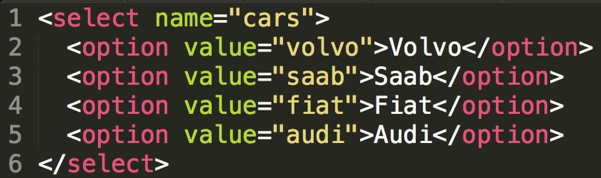 1 <select name="cars">
2   <option value="volvo">Volvo</option>
3   <option value="saab">Saab</option>
4   <option value="fiat">Fiat</option>
5   <option value="audi">Audi</option>
6 </select>